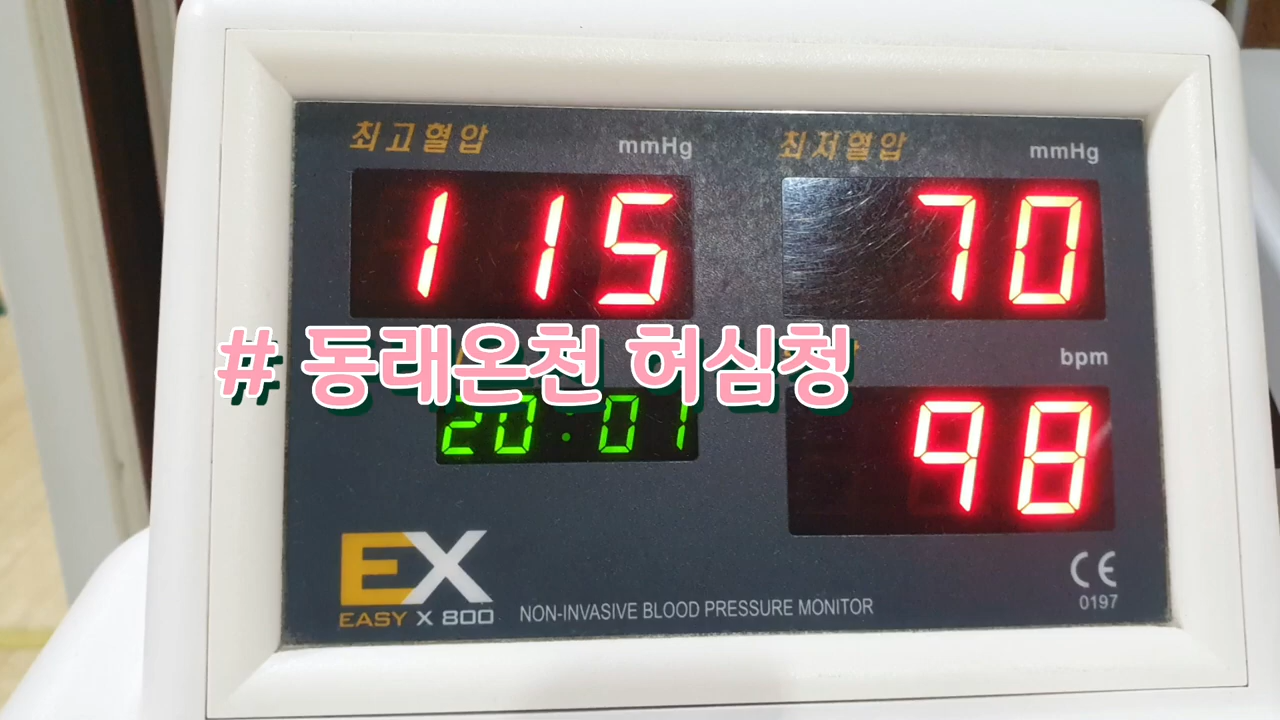 최고혈압 mmHg
최저혈압 mmHg
115
70
# 동래온천 허심청
bpm
20:01
98
EX
EASY X 800
NON-INVASIVE BLOOD PRESSURE MONITOR
CE
0197